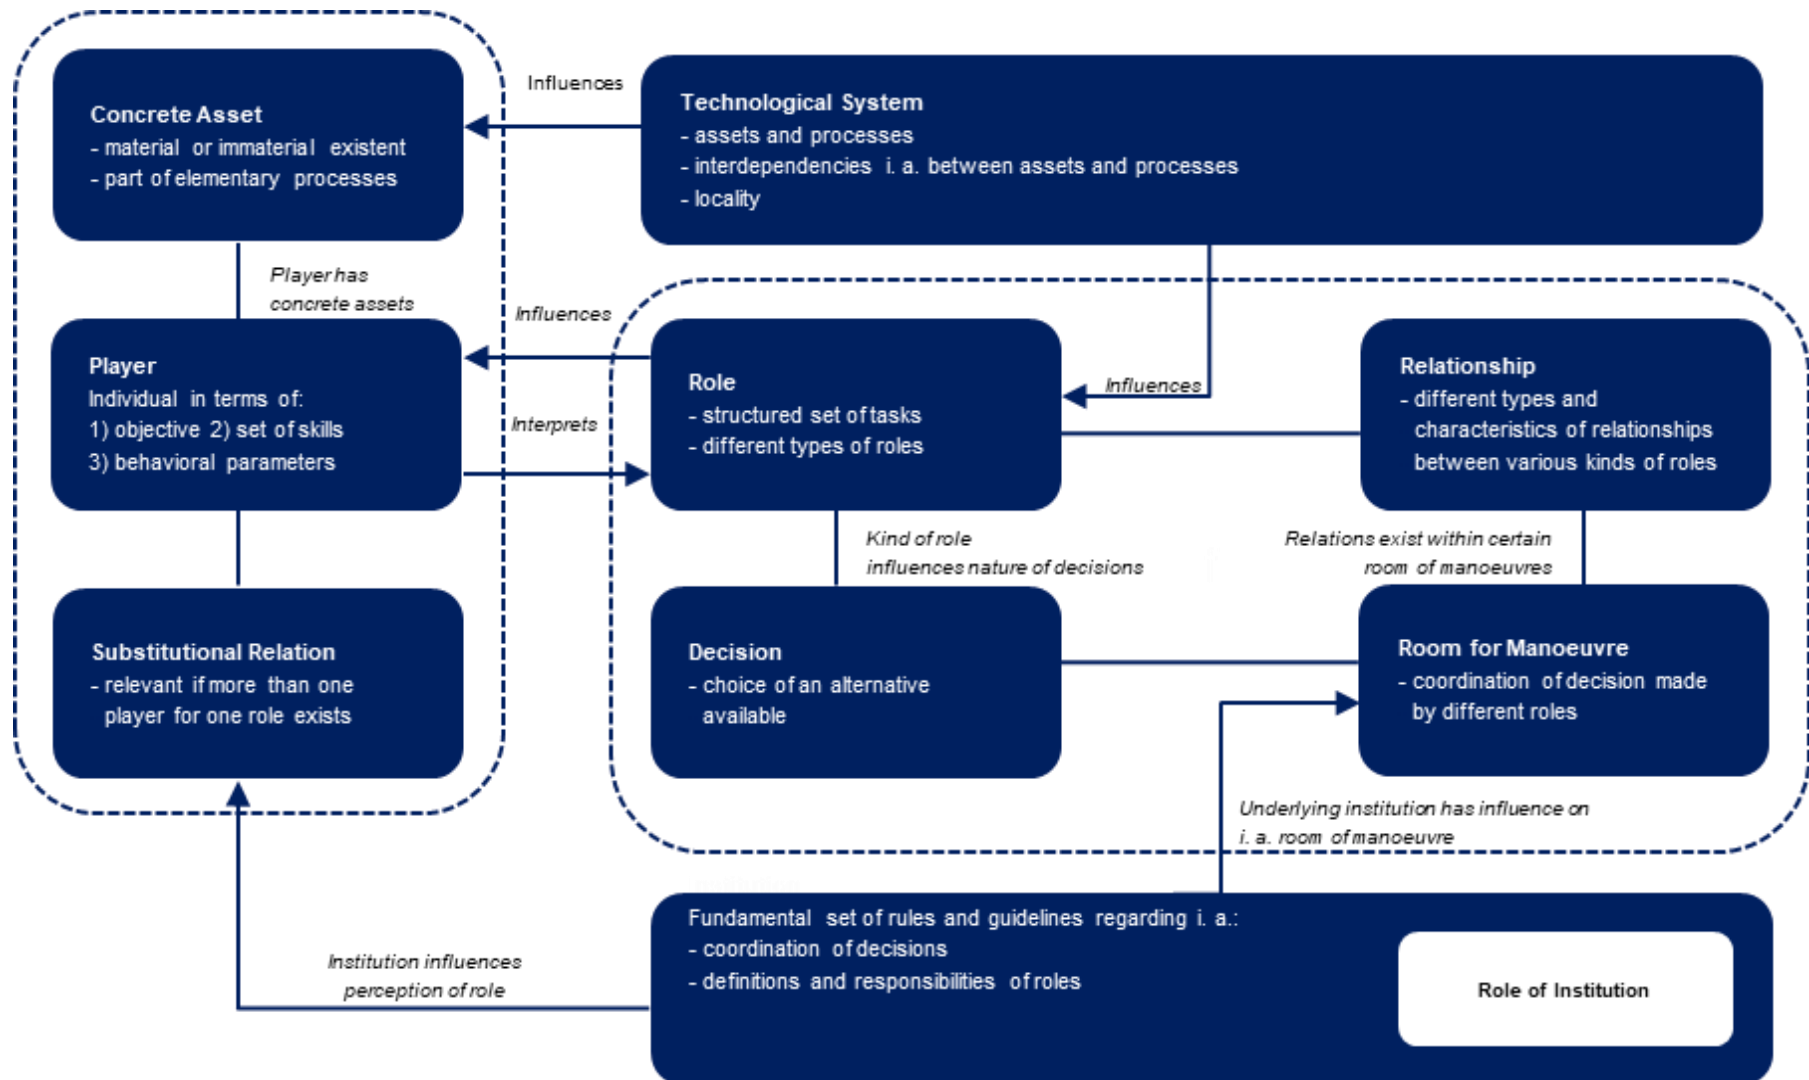 Concrete Asset
- material or immaterial existent
- part of elementary processes
Influences
Technological System
- assets and processes
- interdependencies i. a. between assets and processes
- locality
Player has
concrete assets
Influences
Player
Individual in terms of:
1) objective 2) set of skills
3) behavioral parameters
Interprets
Role
- structured set of tasks
- different types of roles
Influences
Relationship
- different types and
characteristics of relationships
between various kinds of roles
Kind of role
influences nature of decisions
Relations exist within certain
room of manoeuvres
Substitutional Relation
- relevant if more than one
player for one role exists
Decision
- choice of an alternative
available
Room for Manoeuvre
- coordination of decision made
by different roles
Underlying institution has influence on
i. a. room of manoeuvre
Institution influences
perception of role
Fundamental set of rules and guidelines regarding i. a.:
- coordination of decisions
- definitions and responsibilities of roles
Role of Institution